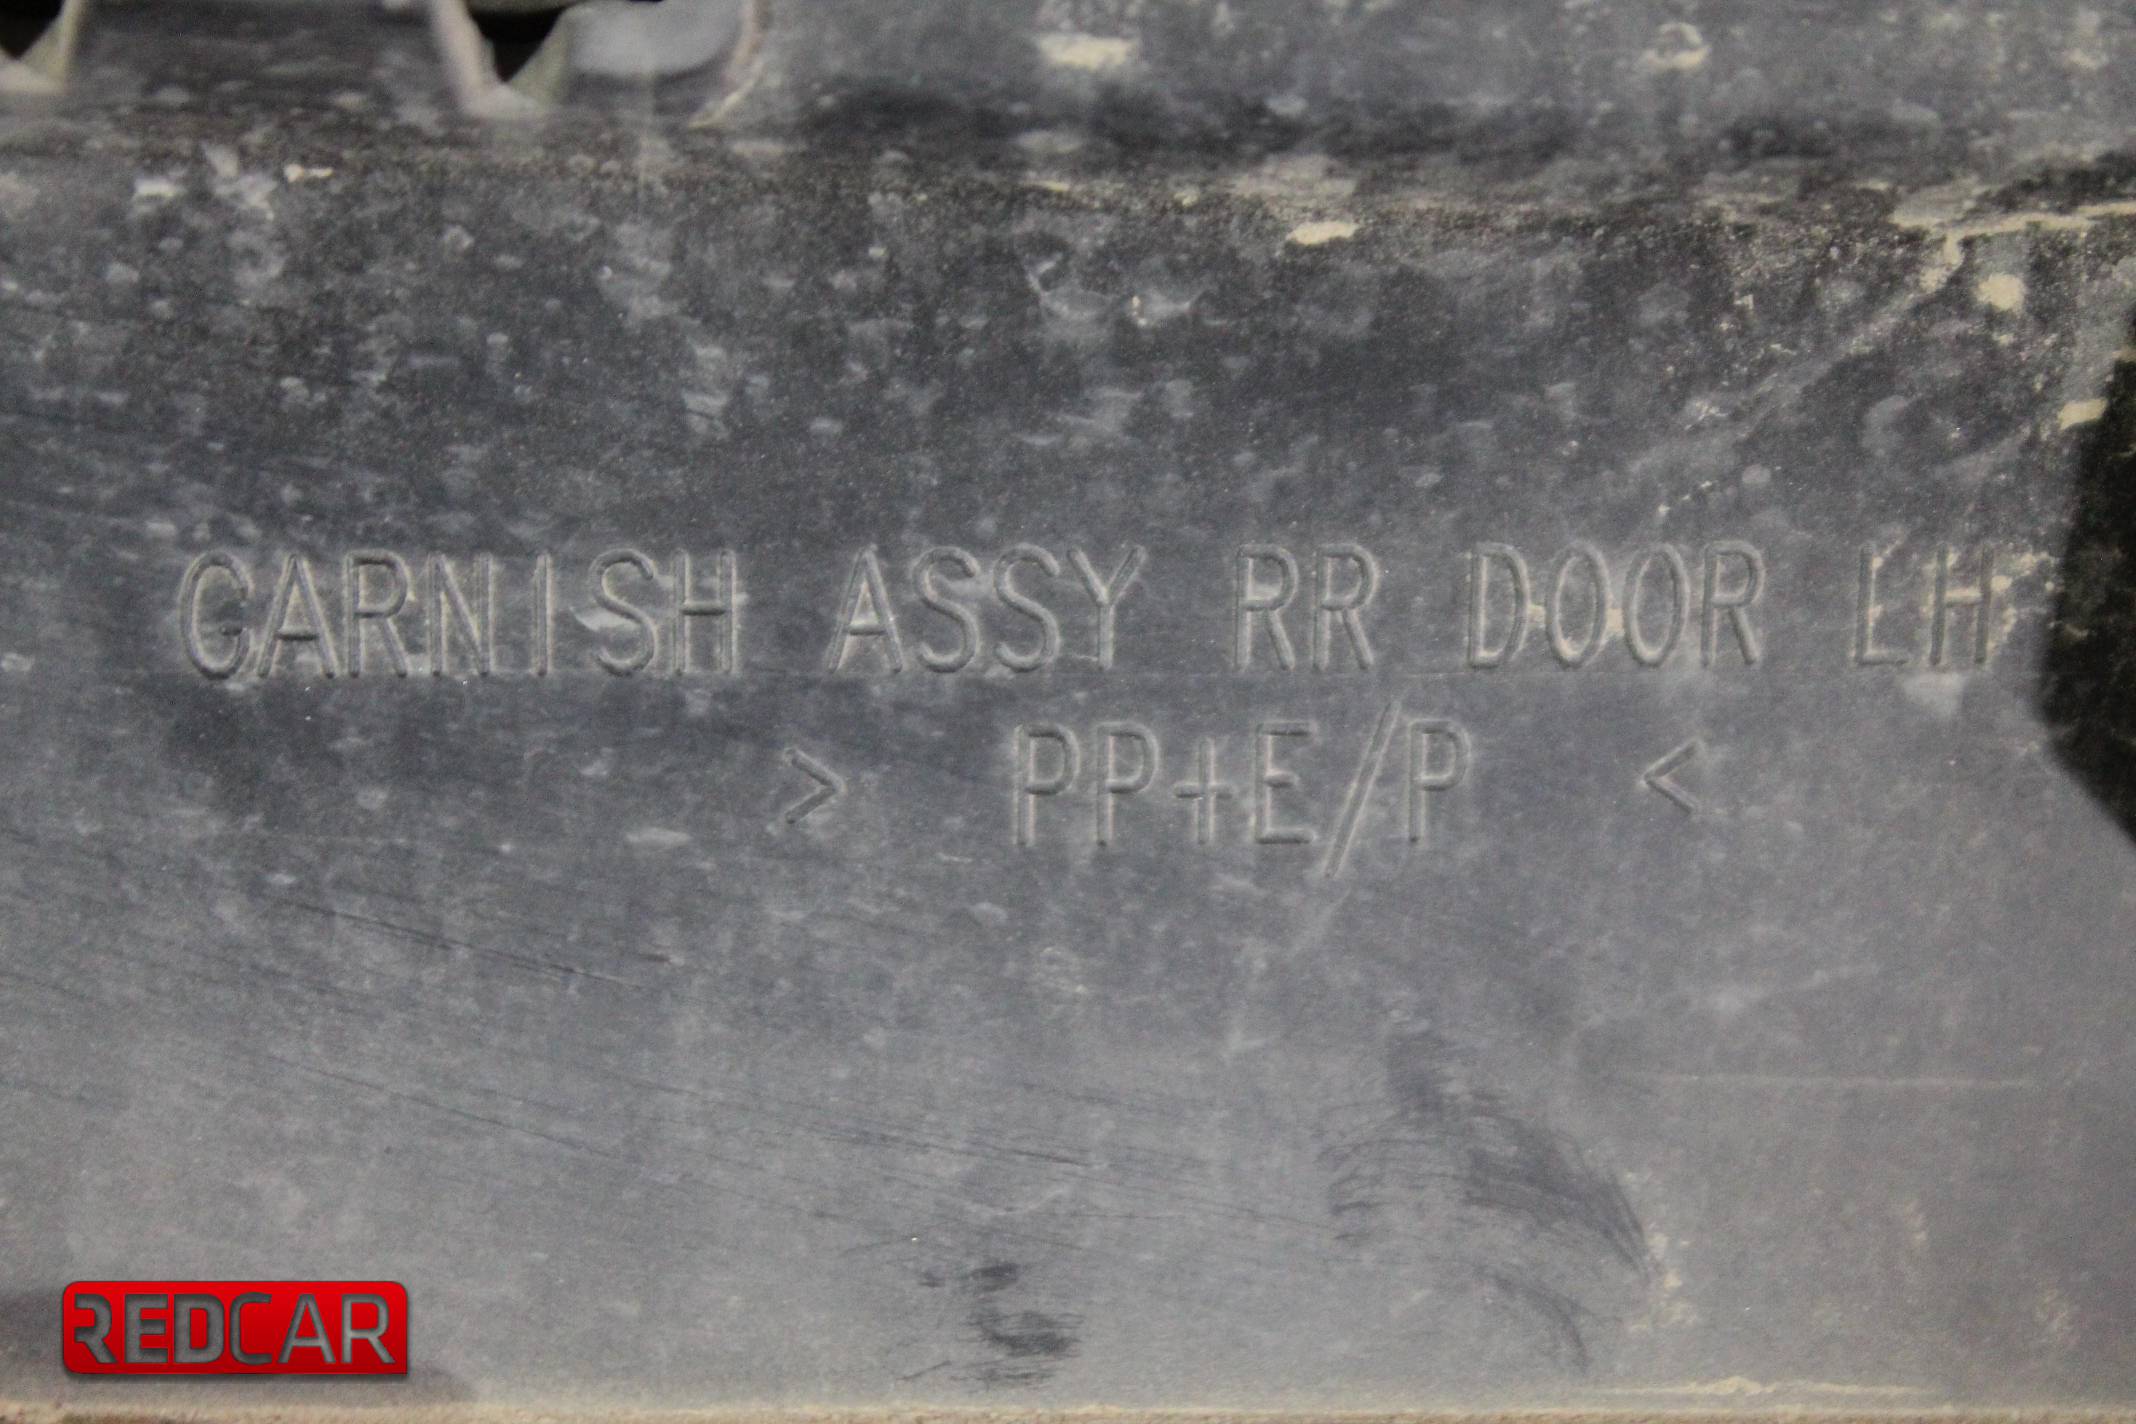 GARNISH ASSY RR DOOR LH
> PP+E/P <
REDCAR